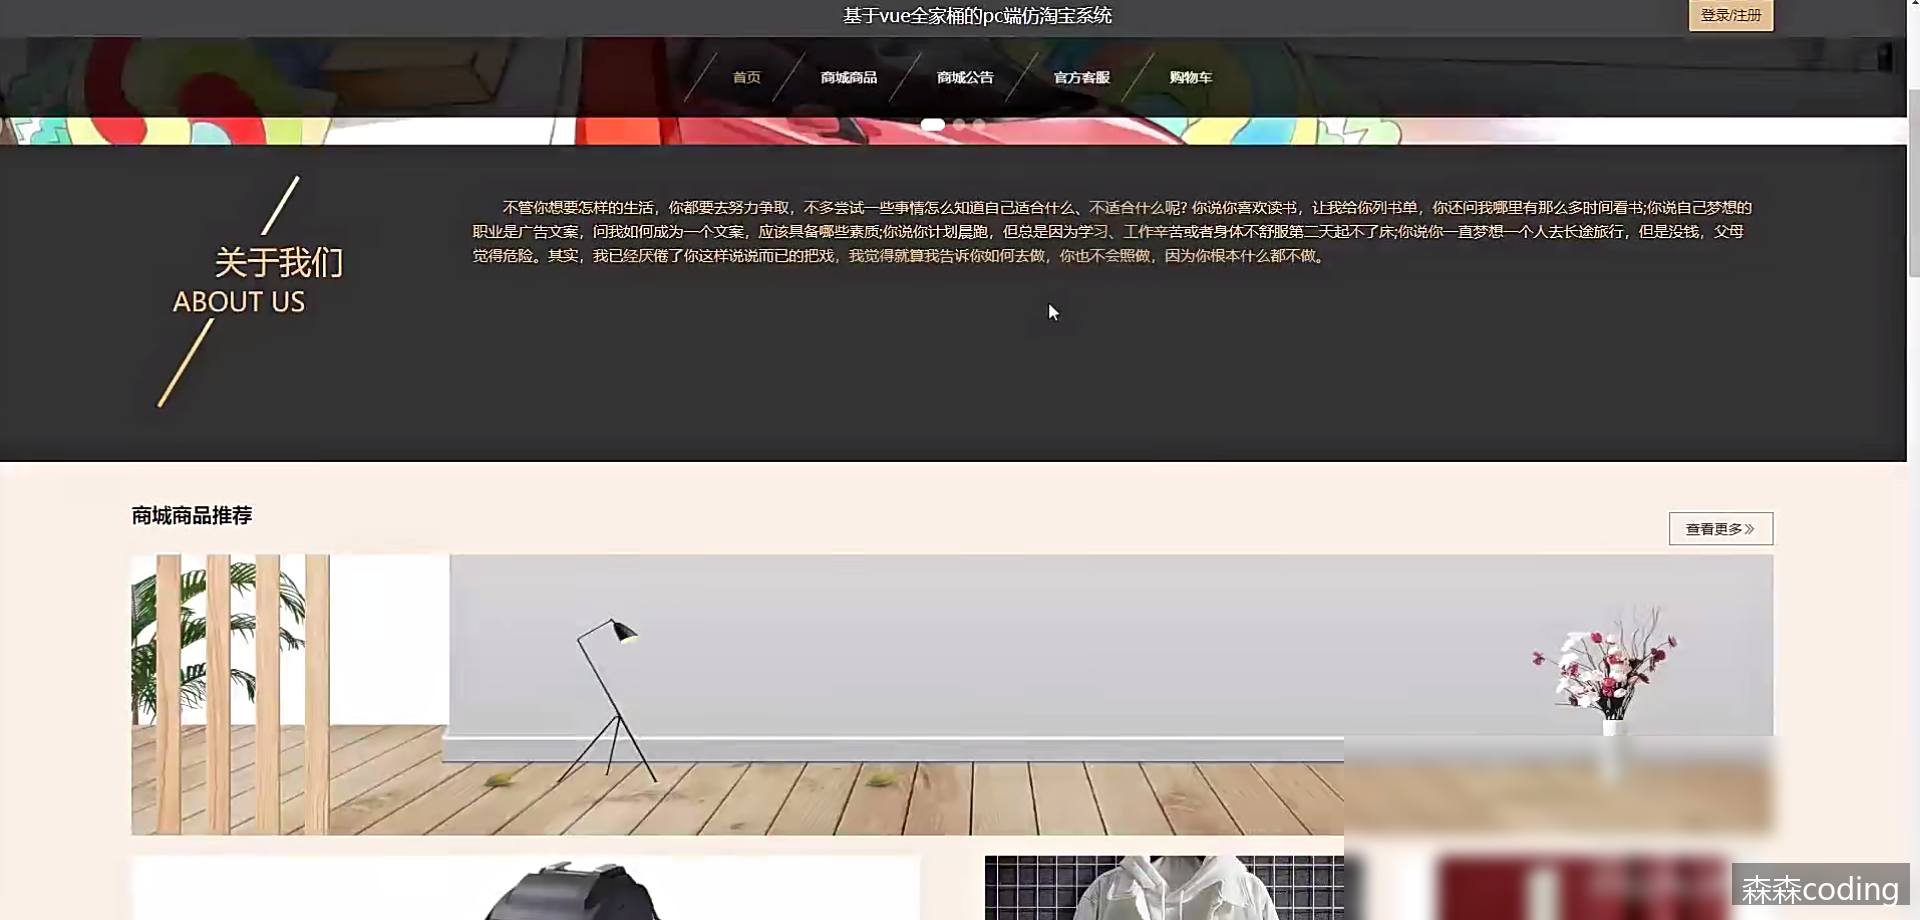 基于vue全家桶的pc端仿淘宝系统
登录/注册
首页
商城商品
商城公告
官方客服
购物车
不管你想要怎样的生活，你都要去努力争取，不多尝试一些事情怎么知道自己适合什么、不适合什么呢? 你说你喜欢读书，让我给你列书单，你还问我哪里有那么多时间看书;你说自己梦想的
职业是广告文案，问我如何成为一个文案，应该具备哪些素质;你说你计划晨跑，但总是因为学习、工作辛苦或者身体不舒服第二天起不了床;你说你一直梦想一个人去长途旅行，但是没钱，父母
觉得危险。其实，我已经厌倦了你这样说说而已的把戏，我觉得就算我告诉你如何去做，你也不会照做，因为你根本什么都不做。
关于我们
ABOUT US
商城商品推荐
查看更多
森森coding